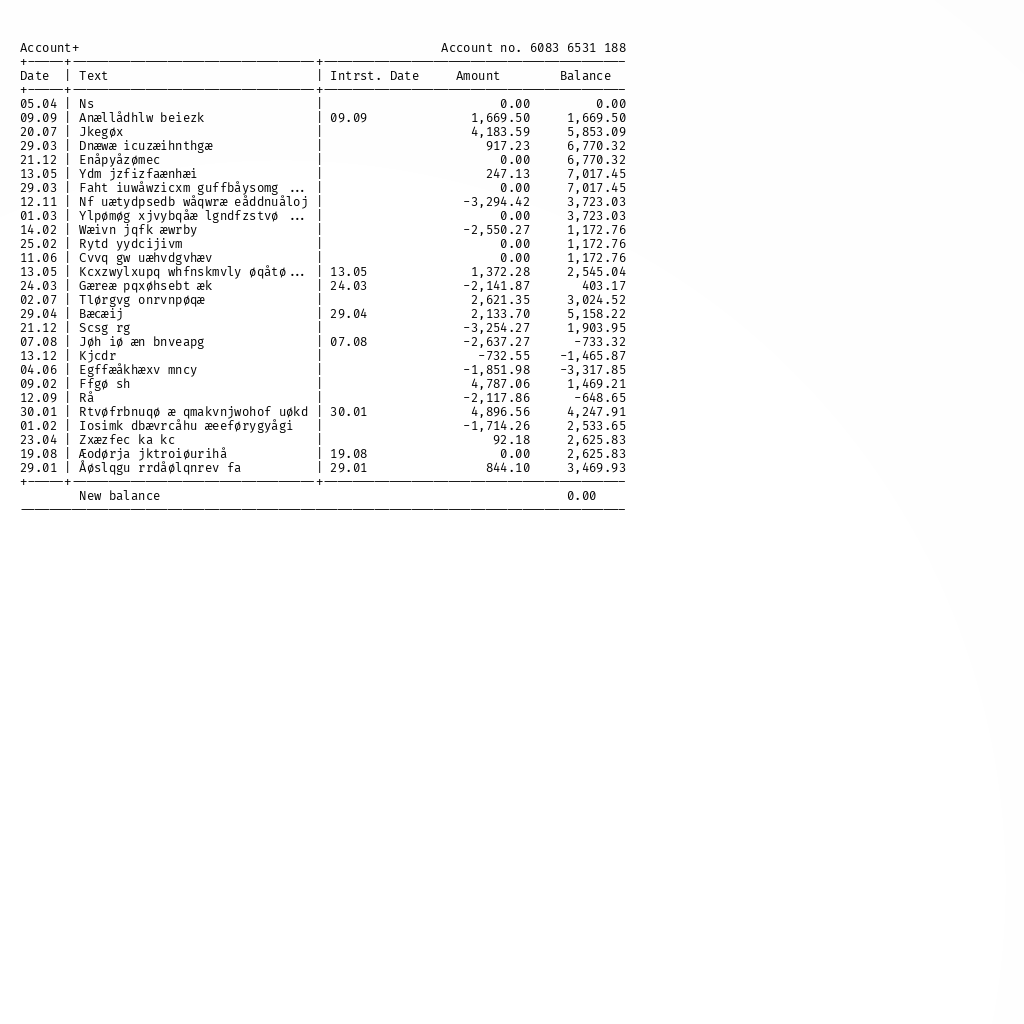 Account+ Account no. 6083 6531 188
Date | Text | Intrst. Date Amount Balance
05.04 | Ns | 0.00 0.00
09.09 | Anællådhlw beiezk | 09.09 1,669.50 1,669.50
20.07 | Jkegøx | 4,183.59 5,853.09
29.03 | Dnæwæ icuzæihnthgæ | 917.23 6,770.32
21.12 | Enåpyåzømec | 0.00 6,770.32
13.05 | Ydm jzfizfaænhæi | 247.13 7,017.45
29.03 | Faht iuwåwzicxm guffbåysomg ... | 0.00 7,017.45
12.11 | Nf uætydpsedb wåqwræ eåddnuåloj | -3,294.42 3,723.03
01.03 | Ylpømøg xjvybqåæ lgndfzstvø ... | 0.00 3,723.03
14.02 | Wæivn jqfk æwrby | -2,550.27 1,172.76
25.02 | Rytd yydcijivm | 0.00 1,172.76
11.06 | Cvvq gw uæhvdgvhæv | 0.00 1,172.76
13.05 | Kcxzwylxupq whfnskmvly øqåtø... | 13.05 1,372.28 2,545.04
24.03 | Gæreæ pqxøhsebt æk | 24.03 -2,141.87 403.17
02.07 | Tlørgvg onrvnpøqæ | 2,621.35 3,024.52
29.04 | Bæcæij | 29.04 2,133.70 5,158.22
21.12 | Scsg rg | -3,254.27 1,903.95
07.08 | Jøh iø æn bnveapg | 07.08 -2,637.27 -733.32
13.12 | Kjcdr | -732.55 -1,465.87
04.06 | Egffæåkhæxv mncy | -1,851.98 -3,317.85
09.02 | Ffgø sh | 4,787.06 1,469.21
12.09 | Rå | -2,117.86 -648.65
30.01 | Rtvøfrbnuqø æ qmakvnjwohof uøkd | 30.01 4,896.56 4,247.91
01.02 | Iosimk dbævrcåhu æeeførygyågi | -1,714.26 2,533.65
23.04 | Zxæzfec ka kc | 92.18 2,625.83
19.08 | Æodørja jktroiøurihå | 19.08 0.00 2,625.83
29.01 | Åøslqgu rrdåølqnrev fa | 29.01 844.10 3,469.93
New balance 0.00